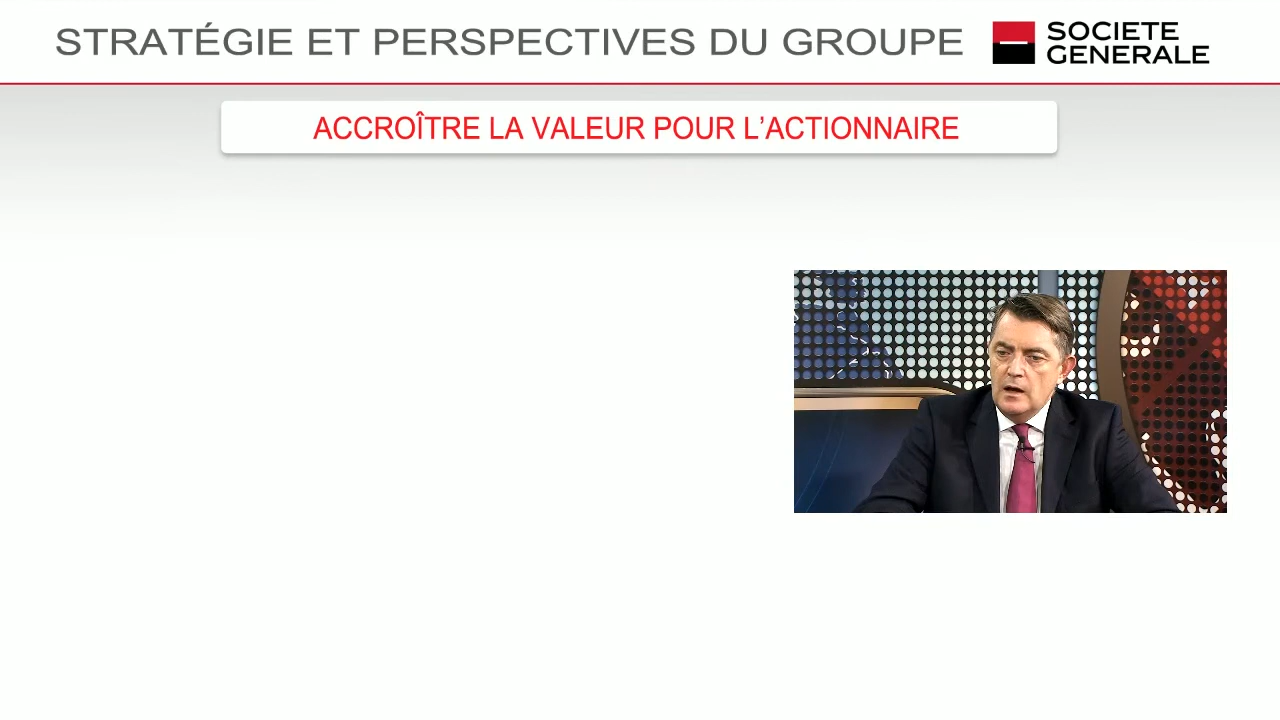 STRATÉGIE ET PERSPECTIVES DU GROUPE
SOCIETE
GENERALE
ACCROÎTRE LA VALEUR POUR L'ACTIONNAIRE